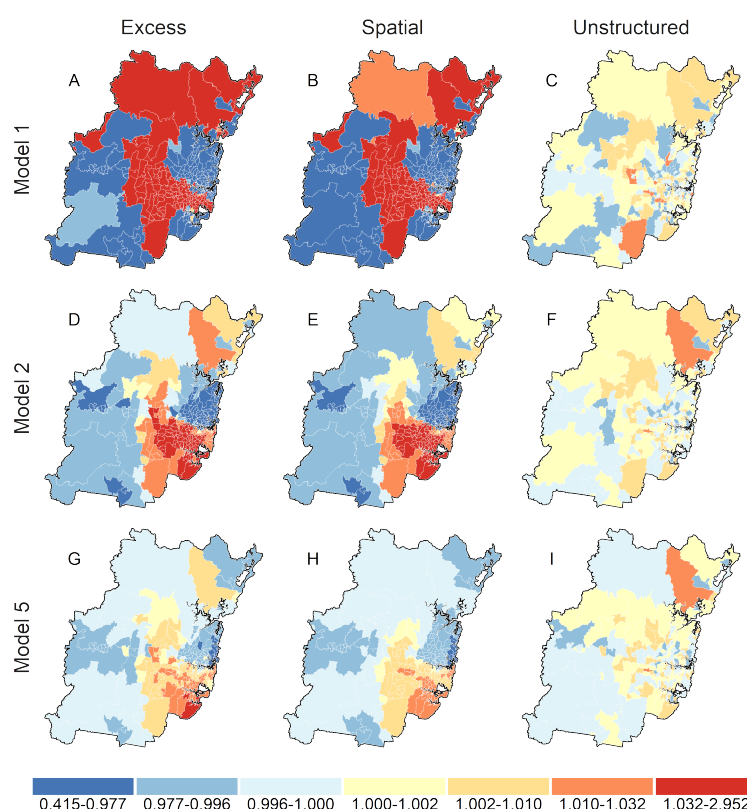 Excess Spatial Unstructured
A B C
Model 1
D E F
Model 2
G H I
Model 5
0.415-0.977 0.977-0.996 0.996-1.000 1.000-1.002 1.002-1.010 1.010-1.032 1.032-2.952